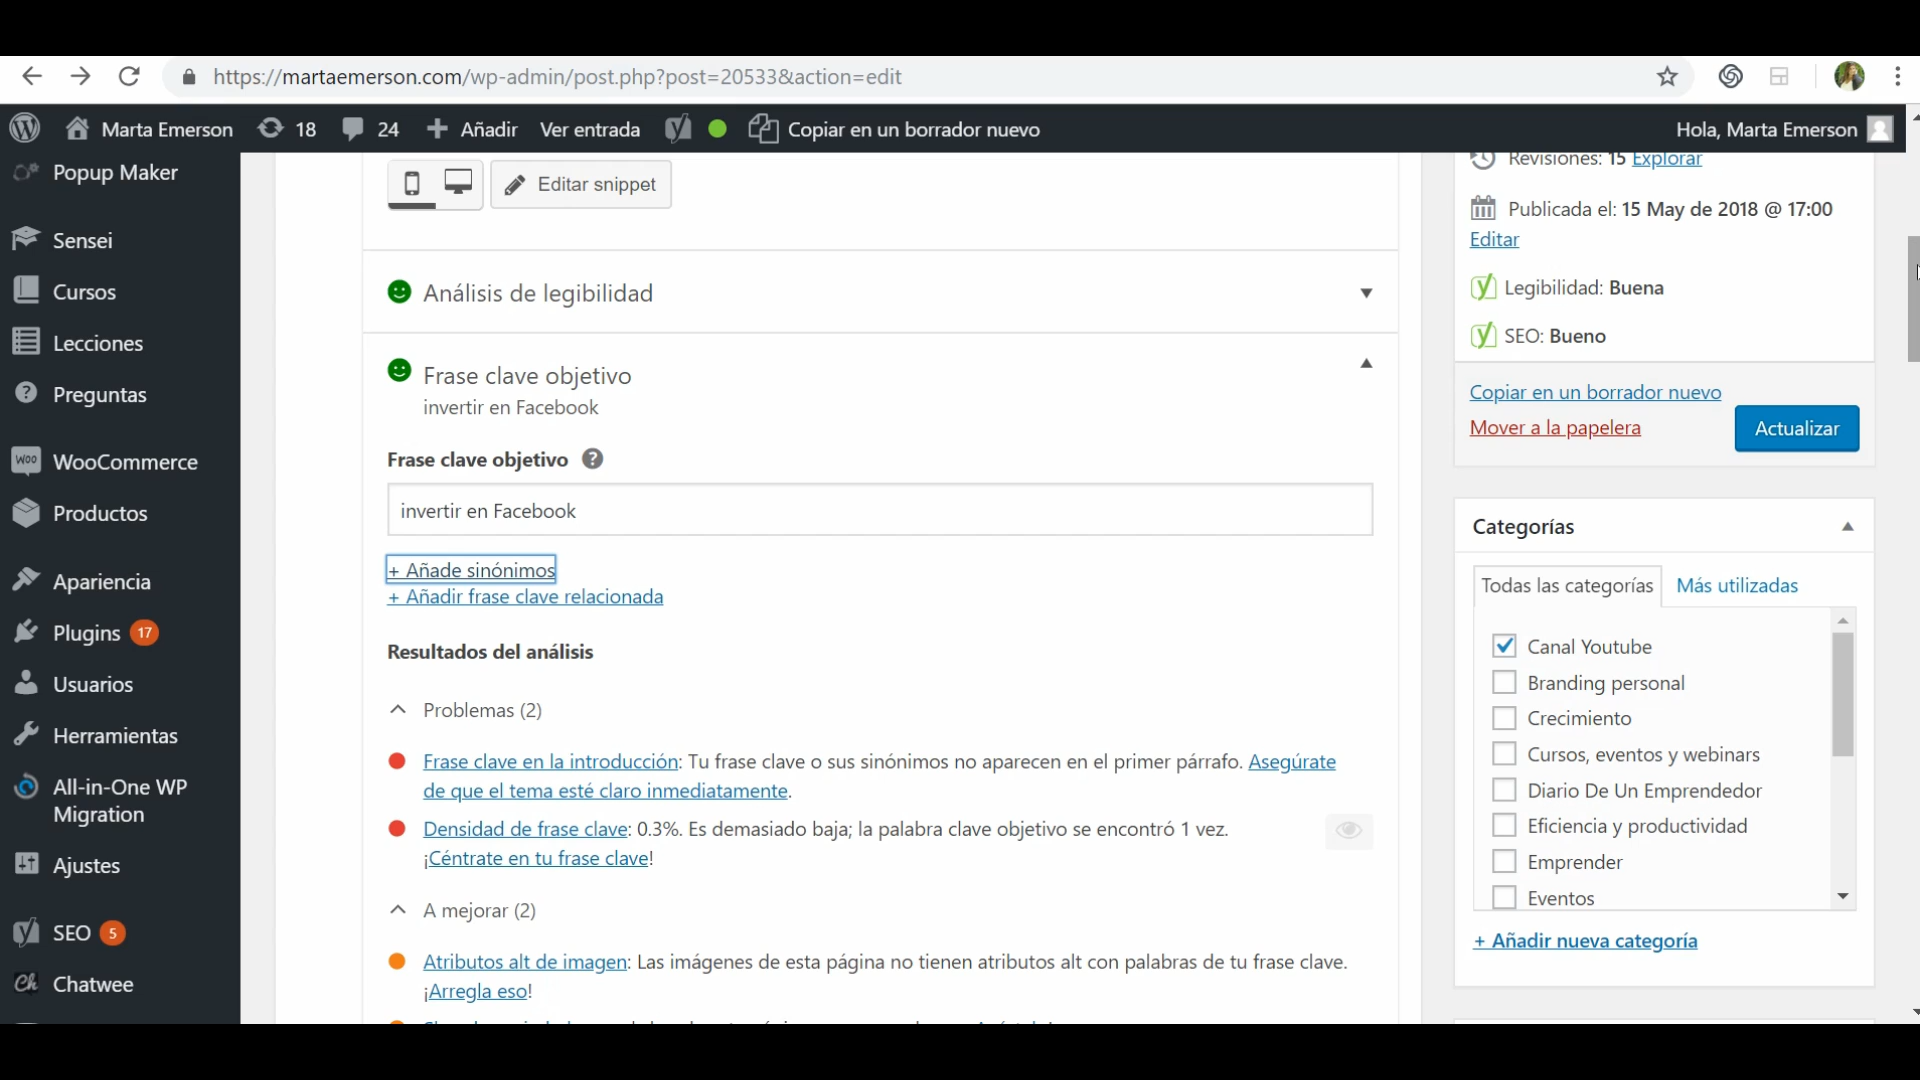 https://martaemerson.com/wp-admin/post.php?post=20533&action=edit
Marta Emerson 18 24 Añadir Ver entrada Copiar en un borrador nuevo Hola, Marta Emerson
Popup Maker
Sensei
Cursos
Lecciones
Preguntas
Woo WooCommerce
Productos
Apariencia
Plugins 17
Usuarios
Herramientas
All-in-One WP
Migration
Ajustes
SEO 5
Ch Chatwee
Editar snippet
Análisis de legibilidad
Frase clave objetivo
invertir en Facebook
Frase clave objetivo ?
invertir en Facebook
+ Añade sinónimos
+ Añadir frase clave relacionada
Resultados del análisis
Problemas (2)
Frase clave en la introducción: Tu frase clave o sus sinónimos no aparecen en el primer párrafo. Asegúrate
de que el tema esté claro inmediatamente.
Densidad de frase clave: 0.3%. Es demasiado baja; la palabra clave objetivo se encontró 1 vez.
¡Céntrate en tu frase clave!
A mejorar (2)
Atributos alt de imagen: Las imágenes de esta página no tienen atributos alt con palabras de tu frase clave.
¡Arregla eso!
Revisiones: 15 Explorar
Publicada el: 15 May de 2018 @ 17:00
Editar
Legibilidad: Buena
SEO: Bueno
Copiar en un borrador nuevo
Mover a la papelera
Actualizar
Categorías
Todas las categorías Más utilizadas
Canal Youtube
Branding personal
Crecimiento
Cursos, eventos y webinars
Diario De Un Emprendedor
Eficiencia y productividad
Emprender
Eventos
+ Añadir nueva categoría